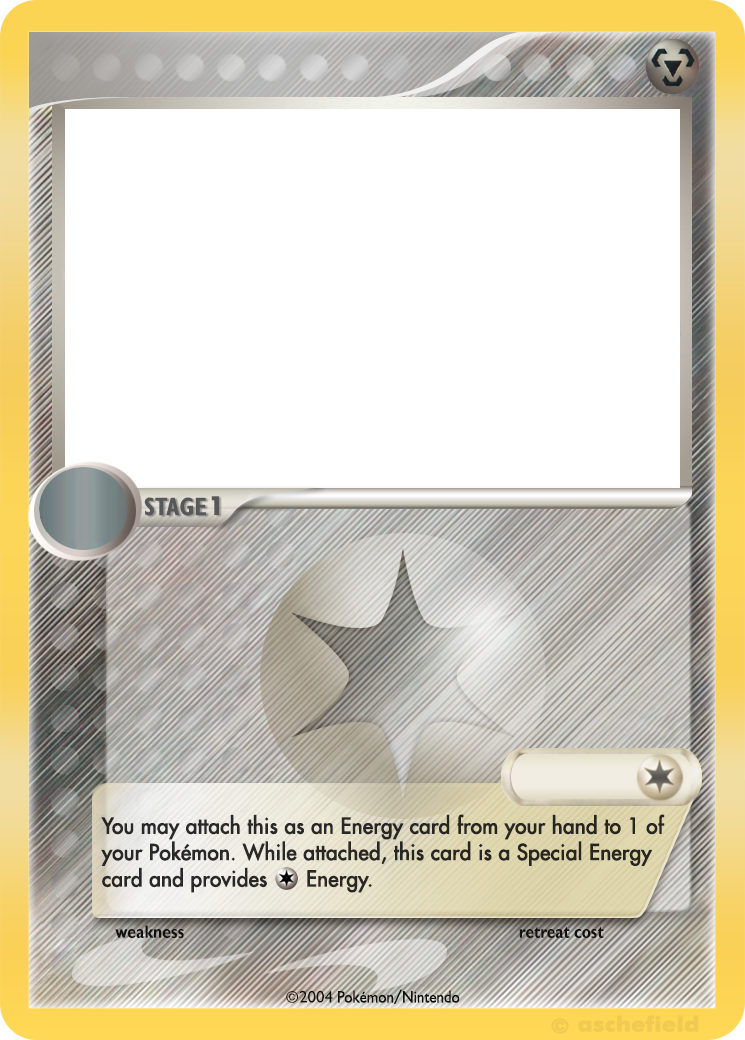 STAGE 1
You may attach this as an Energy card from your hand to 1 of
your Pokémon. While attached, this card is a Special Energy
card and provides Energy.
weakness
retreat cost
©2004 Pokémon/Nintendo
© aschefield